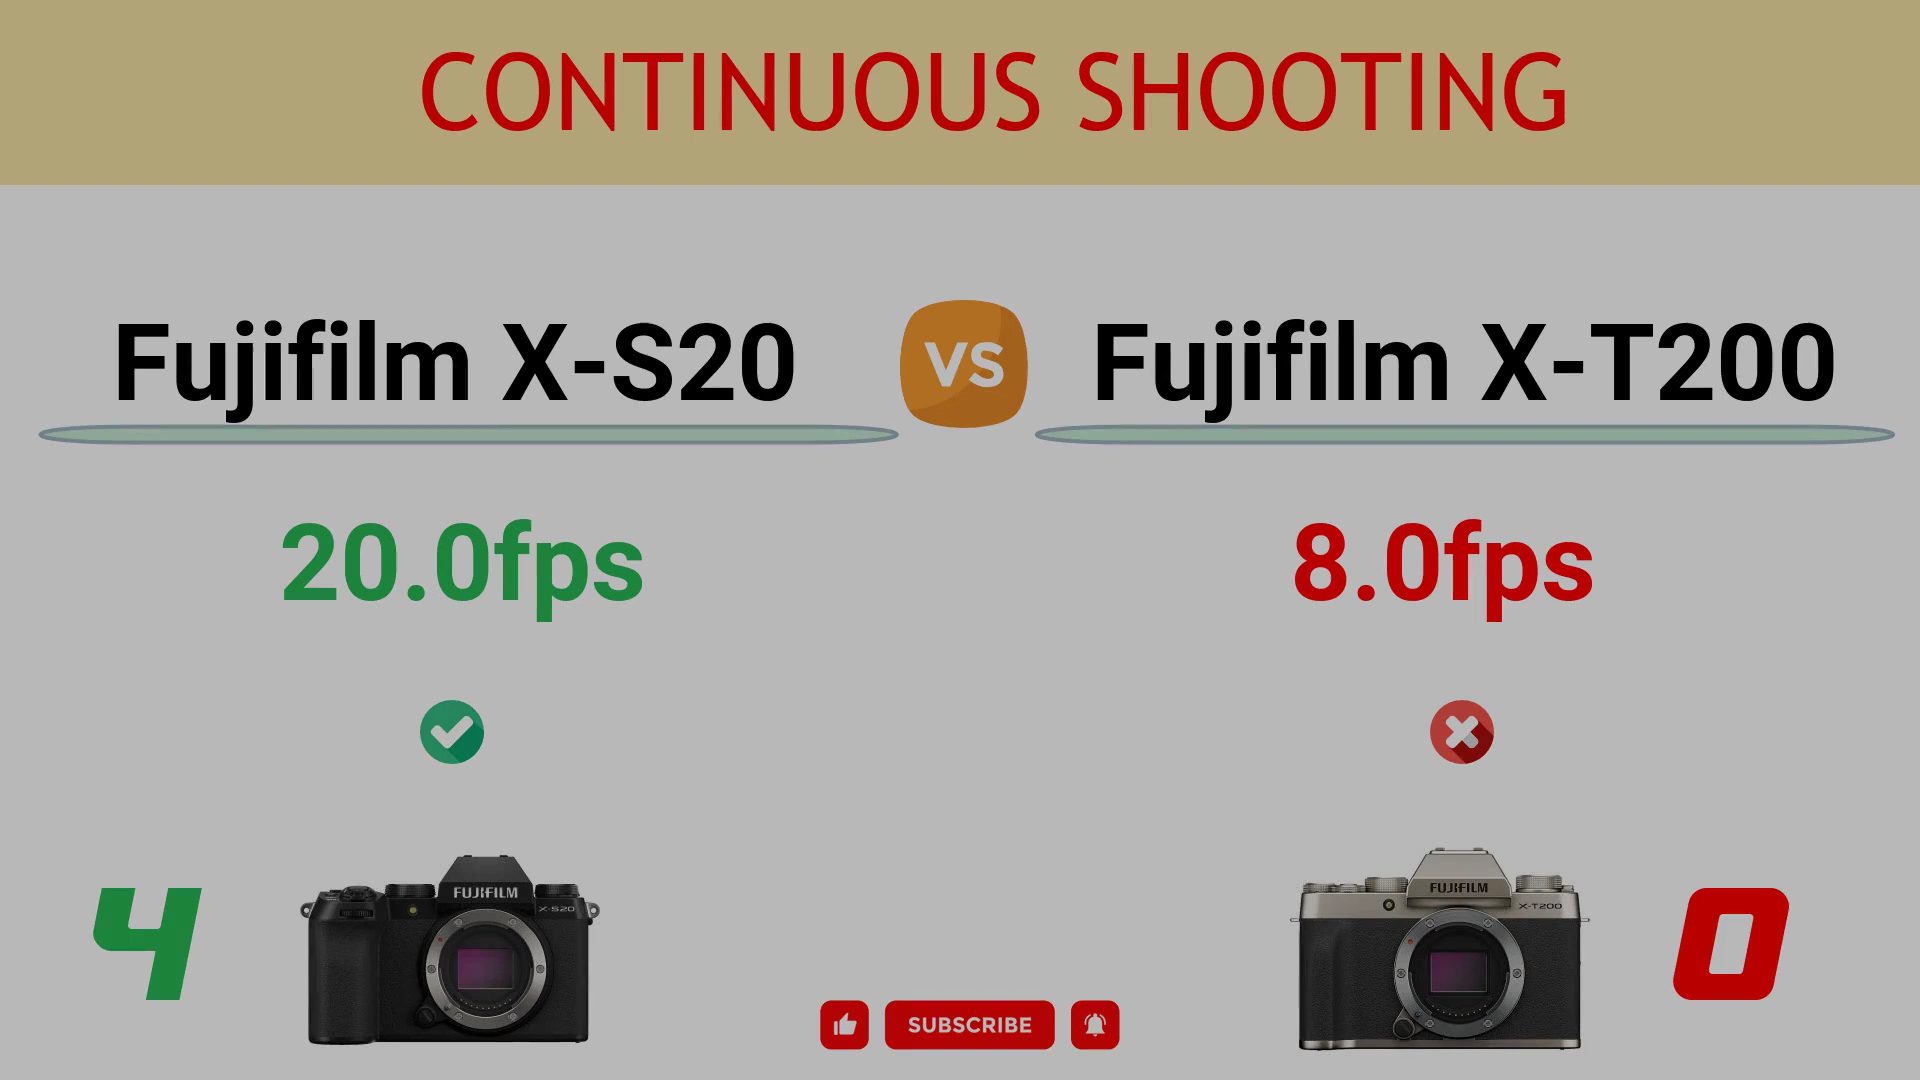 CONTINUOUS SHOOTING
Fujifilm X-S20
VS
Fujifilm X-T200
20.0fps
8.0fps
4
FUJIFILM
X-S20
FUJIFILM
X-T200
0
SUBSCRIBE